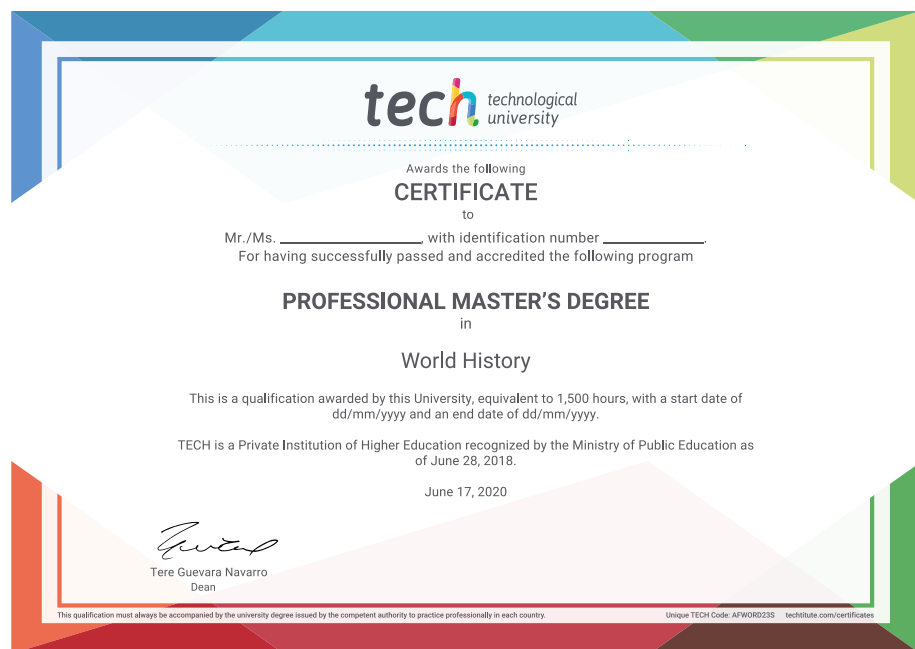 tech technological
university
Awards the following
CERTIFICATE
to
Mr./Ms. ____________________, with identification number ______________.
For having successfully passed and accredited the following program
PROFESSIONAL MASTER'S DEGREE
in
World History
This is a qualification awarded by this University, equivalent to 1,500 hours, with a start date of
dd/mm/yyyy and an end date of dd/mm/yyyy.
TECH is a Private Institution of Higher Education recognized by the Ministry of Public Education as
of June 28, 2018.
June 17, 2020
Tere Guevara Navarro
Dean
This qualification must always be accompanied by the university degree issued by the competent authority to practice professionally in each country. Unique TECH Code: AFWORD23S techtitute.com/certificates